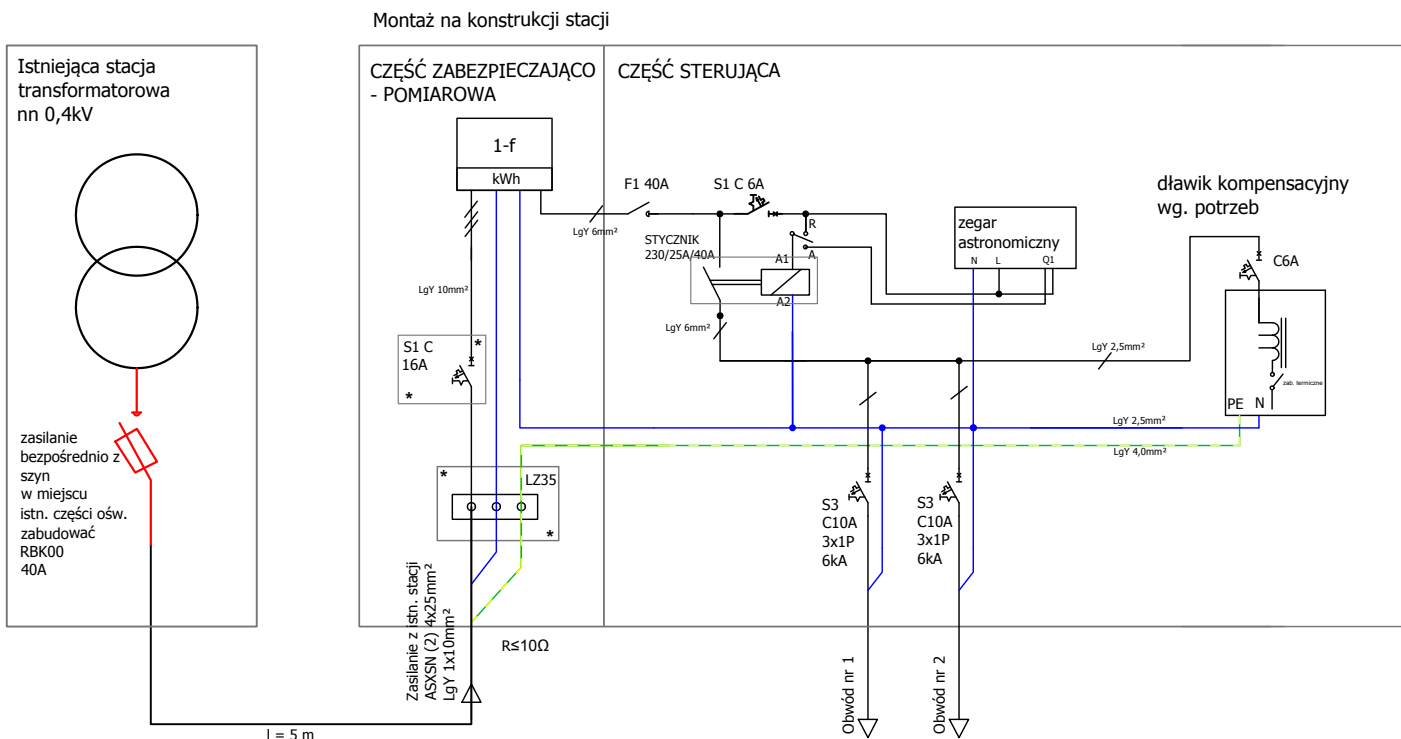 Montaż na konstrukcji stacji
Istniejąca stacja
transformatorowa
nn 0,4kV
zasilanie
bezpośrednio z
szyn
w miejscu
istn. części ośw.
zabudować
RBK00
40A
l = 5 m
CZĘŚĆ ZABEZPIECZAJĄCO
- POMIAROWA
1-f
kWh
LgY 10mm²
S1 C
16A
*
*
*
LZ35
*
Zasilanie z istn. stacji
ASXSN (2) 4x25mm²
LgY 1x10mm²
R≤10Ω
CZĘŚĆ STERUJĄCA
LgY 6mm²
F1 40A
S1 C 6A
STYCZNIK
230/25A/40A
R
A
A1
A2
LgY 6mm²
zegar
astronomiczny
N L Q1
dławik kompensacyjny
wg. potrzeb
C6A
LgY 2,5mm²
zab. termiczne
PE N
LgY 2,5mm²
LgY 4,0mm²
S3
C10A
3x1P
6kA
S3
C10A
3x1P
6kA
Obwód nr 1
Obwód nr 2